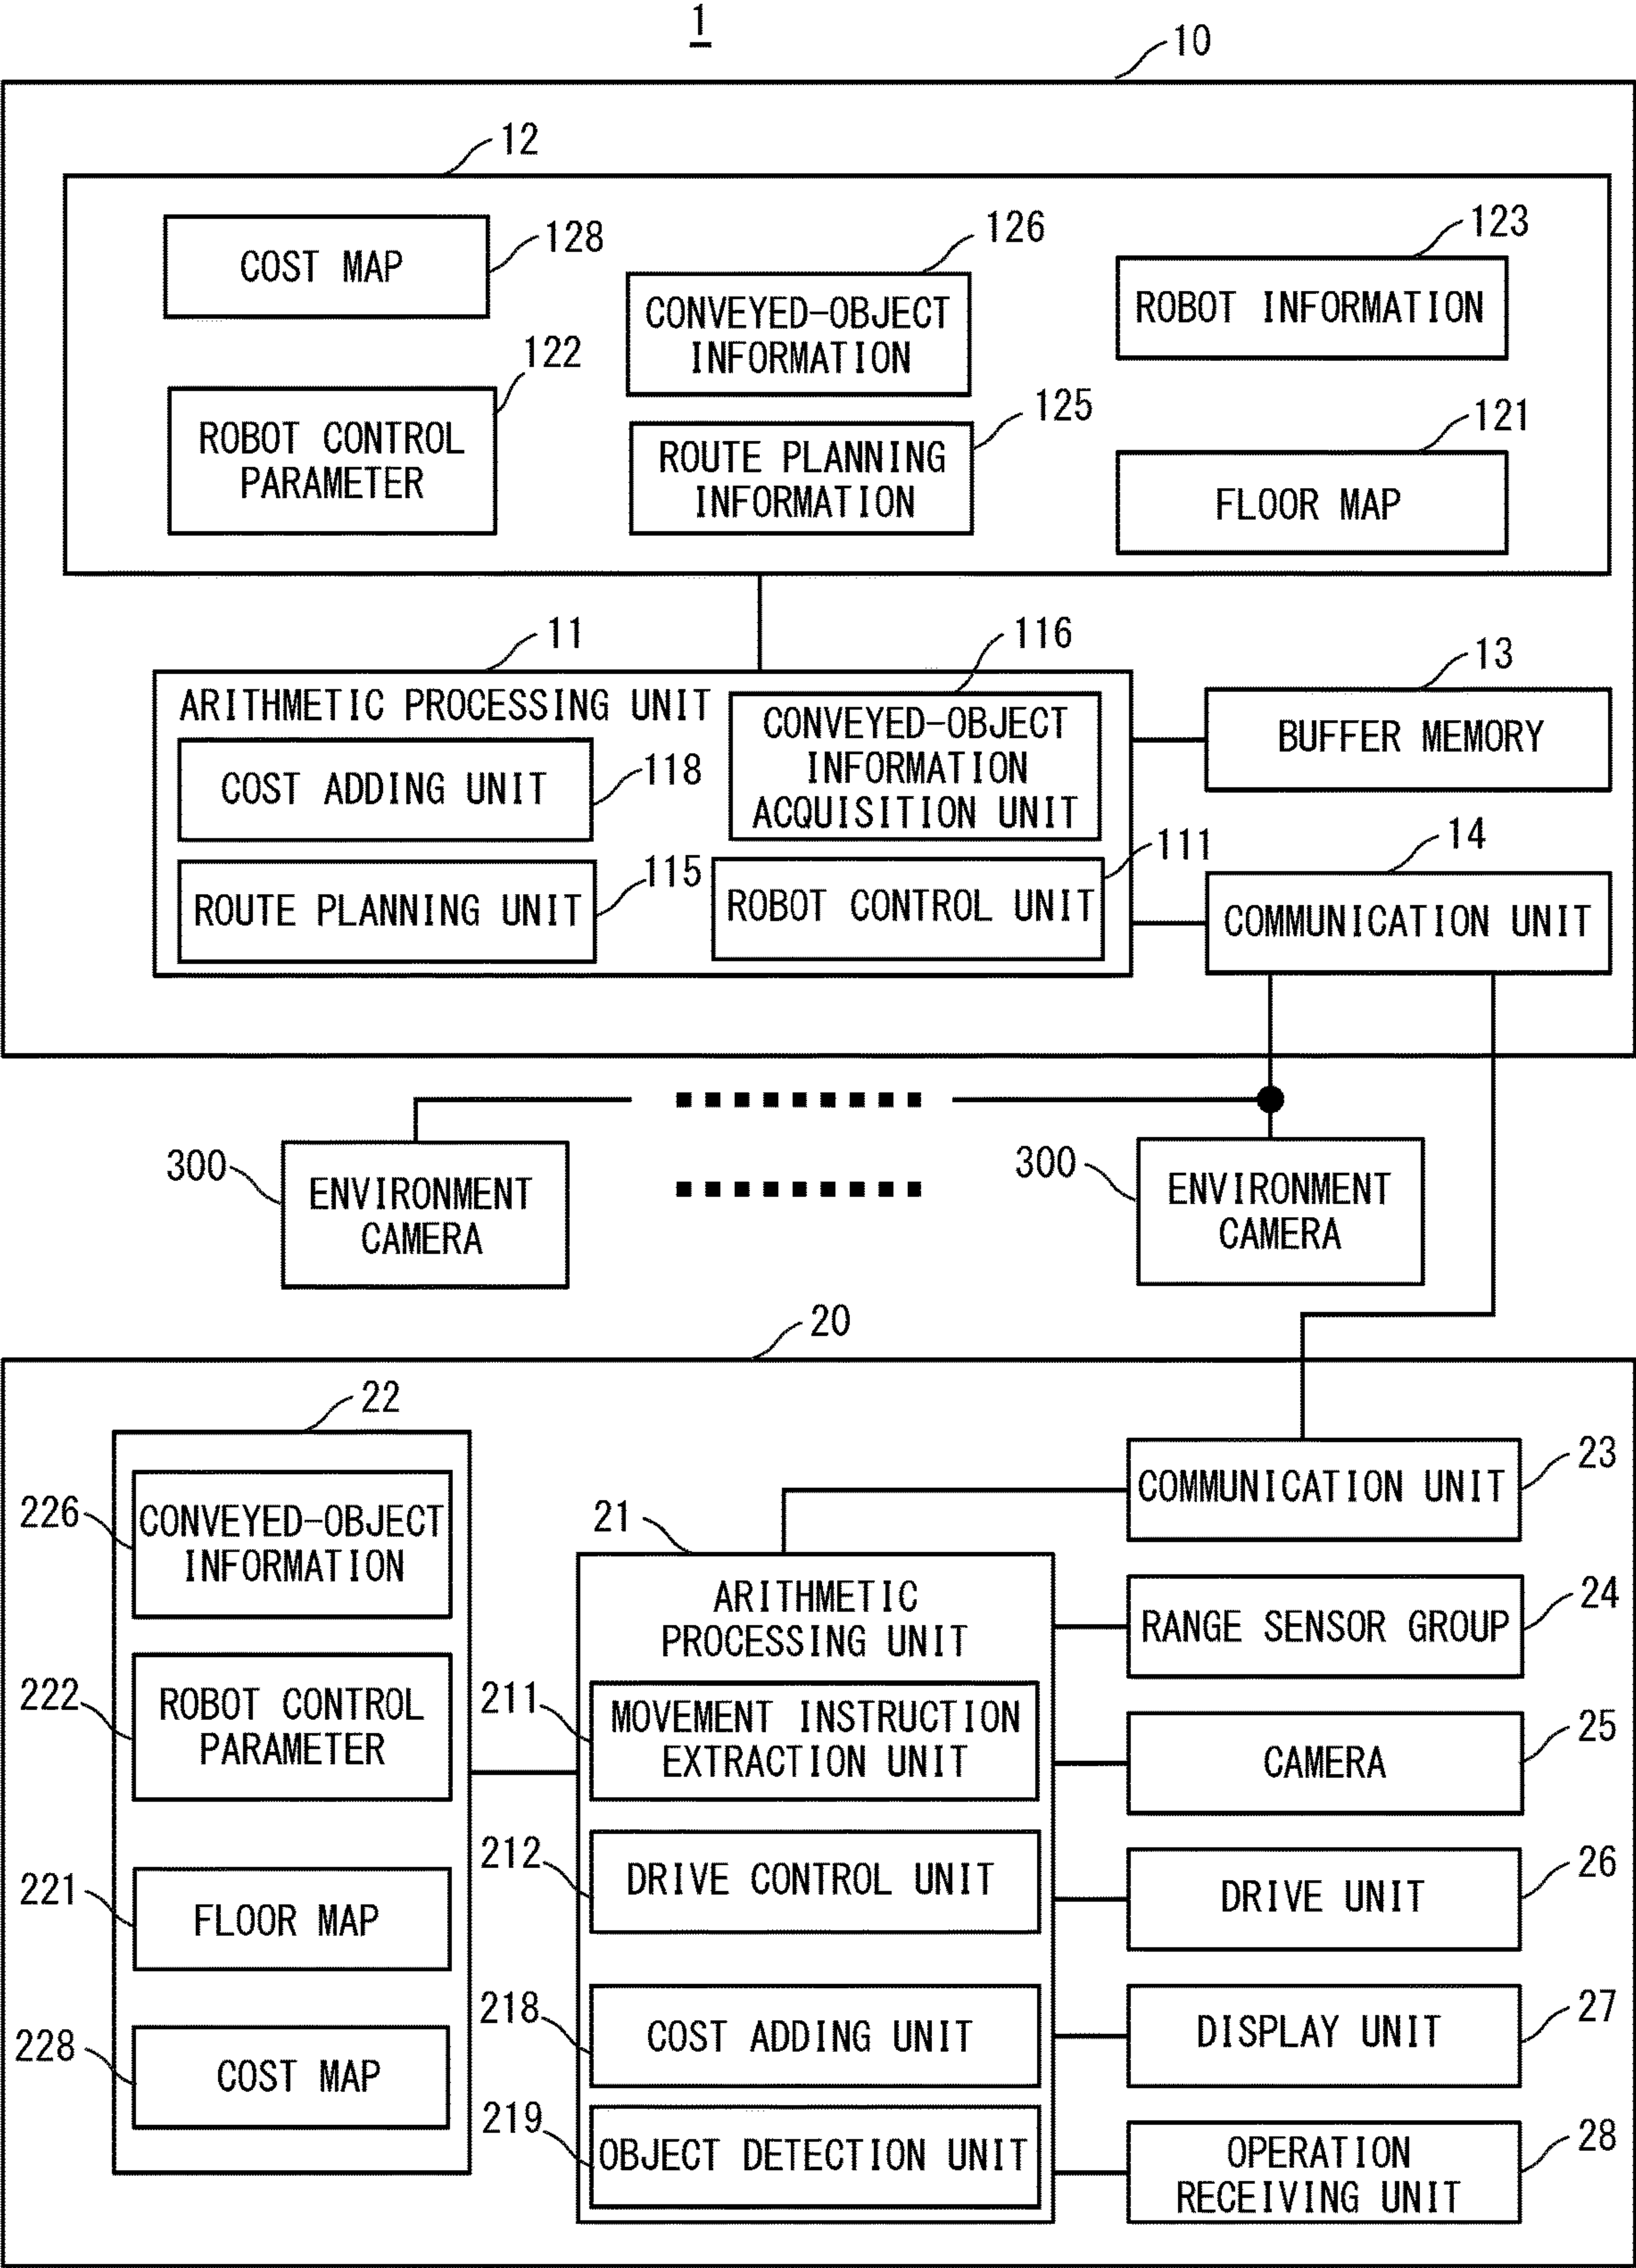 1
10
12
COST MAP
128
CONVEYED-OBJECT
INFORMATION
126
ROBOT INFORMATION
123
ROBOT CONTROL
PARAMETER
122
ROUTE PLANNING
INFORMATION
125
FLOOR MAP
121
11
ARITHMETIC PROCESSING UNIT
116
CONVEYED-OBJECT
INFORMATION
ACQUISITION UNIT
COST ADDING UNIT
118
13
BUFFER MEMORY
ROUTE PLANNING UNIT
115
ROBOT CONTROL UNIT
111
14
COMMUNICATION UNIT
300
ENVIRONMENT
CAMERA
300
ENVIRONMENT
CAMERA
20
22
226
CONVEYED-OBJECT
INFORMATION
222
ROBOT CONTROL
PARAMETER
221
FLOOR MAP
228
COST MAP
21
ARITHMETIC
PROCESSING UNIT
211
MOVEMENT INSTRUCTION
EXTRACTION UNIT
212
DRIVE CONTROL UNIT
218
COST ADDING UNIT
219
OBJECT DETECTION UNIT
COMMUNICATION UNIT
23
RANGE SENSOR GROUP
24
CAMERA
25
DRIVE UNIT
26
DISPLAY UNIT
27
OPERATION
RECEIVING UNIT
28